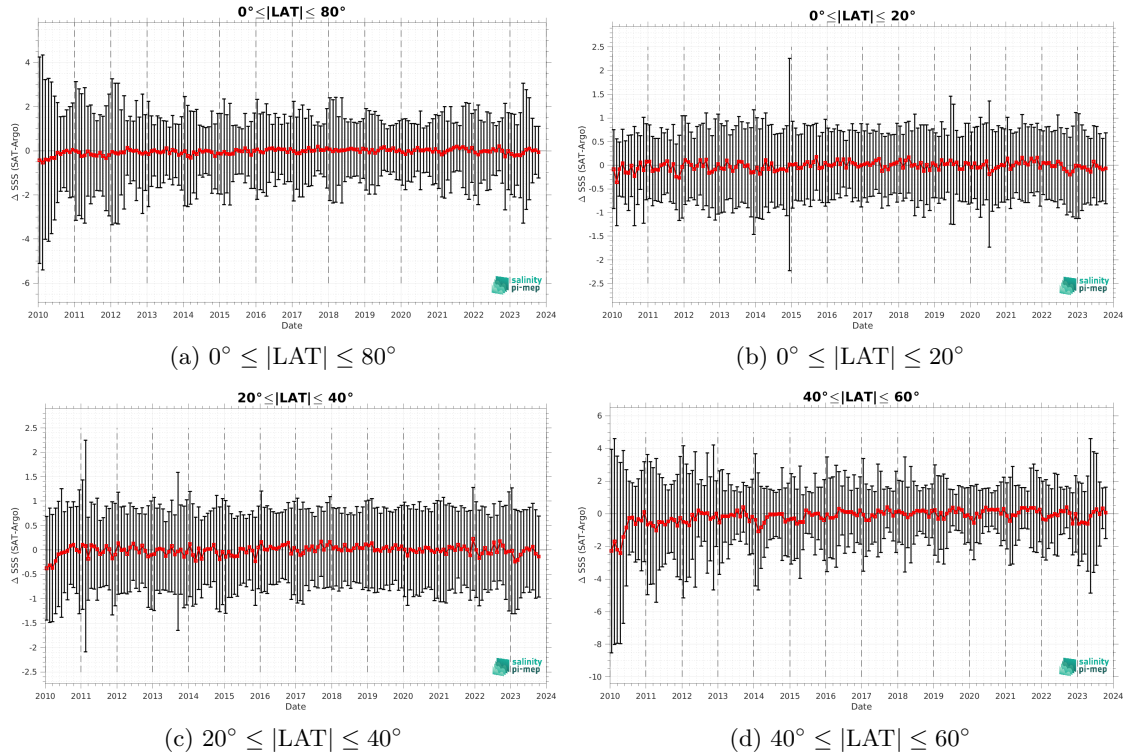 0°≤|LAT|≤ 80°
Δ SSS (SAT-Argo)
4
2
0
-2
-4
-6
2010 2011 2012 2013 2014 2015 2016 2017 2018 2019 2020 2021 2022 2023 2024
Date
salinity
pi-mep
(a) 0° ≤ |LAT| ≤ 80°
0°≤|LAT|≤ 20°
Δ SSS (SAT-Argo)
2.5
2
1.5
1
0.5
0
-0.5
-1
-1.5
-2
-2.5
2010 2011 2012 2013 2014 2015 2016 2017 2018 2019 2020 2021 2022 2023 2024
Date
salinity
pi-mep
(b) 0° ≤ |LAT| ≤ 20°
20°≤|LAT|≤ 40°
Δ SSS (SAT-Argo)
2.5
2
1.5
1
0.5
0
-0.5
-1
-1.5
-2
-2.5
2010 2011 2012 2013 2014 2015 2016 2017 2018 2019 2020 2021 2022 2023 2024
Date
salinity
pi-mep
(c) 20° ≤ |LAT| ≤ 40°
40°≤|LAT|≤ 60°
Δ SSS (SAT-Argo)
6
4
2
0
-2
-4
-6
-8
-10
2010 2011 2012 2013 2014 2015 2016 2017 2018 2019 2020 2021 2022 2023 2024
Date
salinity
pi-mep
(d) 40° ≤ |LAT| ≤ 60°